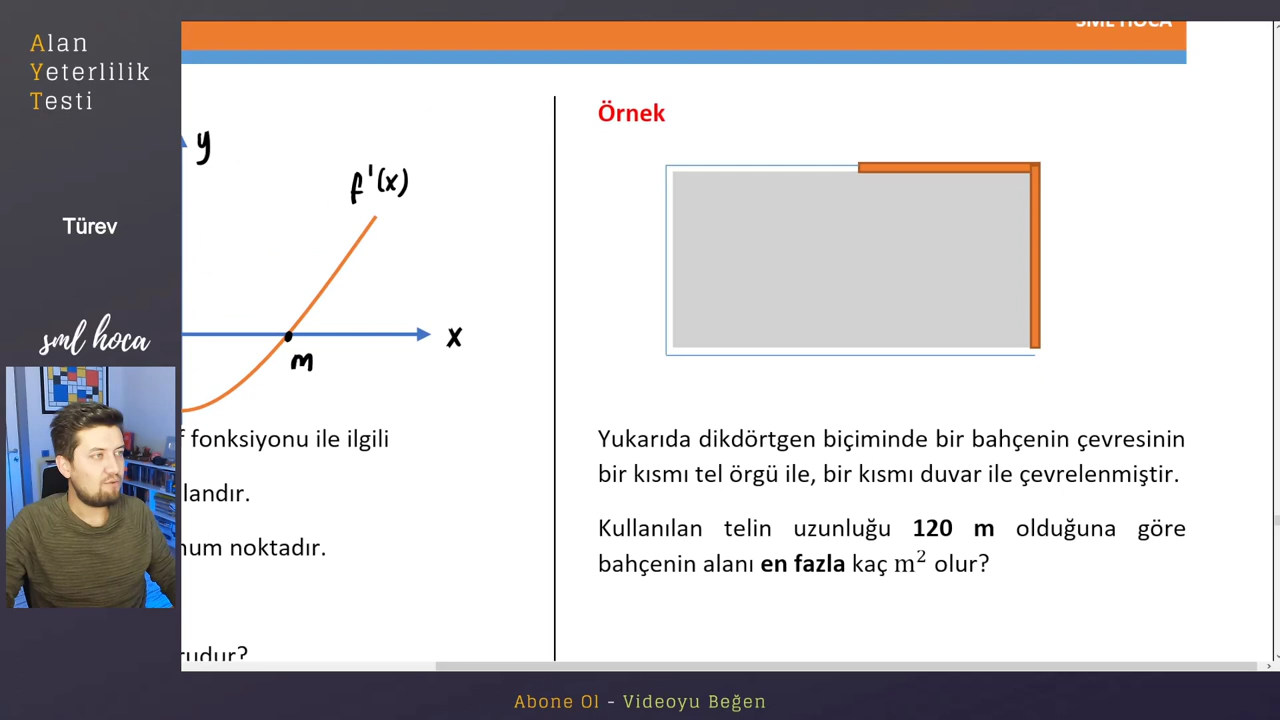 Alan
Yeterlilik
Testi
Türev
sml hoca
SML HOCA
y
f'(x)
x
m
f fonksiyonu ile ilgili
landır.
num noktadır.
rudur?
Örnek
Yukarıda dikdörtgen biçiminde bir bahçenin çevresinin
bir kısmı tel örgü ile, bir kısmı duvar ile çevrelenmiştir.
Kullanılan telin uzunluğu 120 m olduğuna göre
bahçenin alanı en fazla kaç m² olur?
Abone Ol - Videoyu Beğen